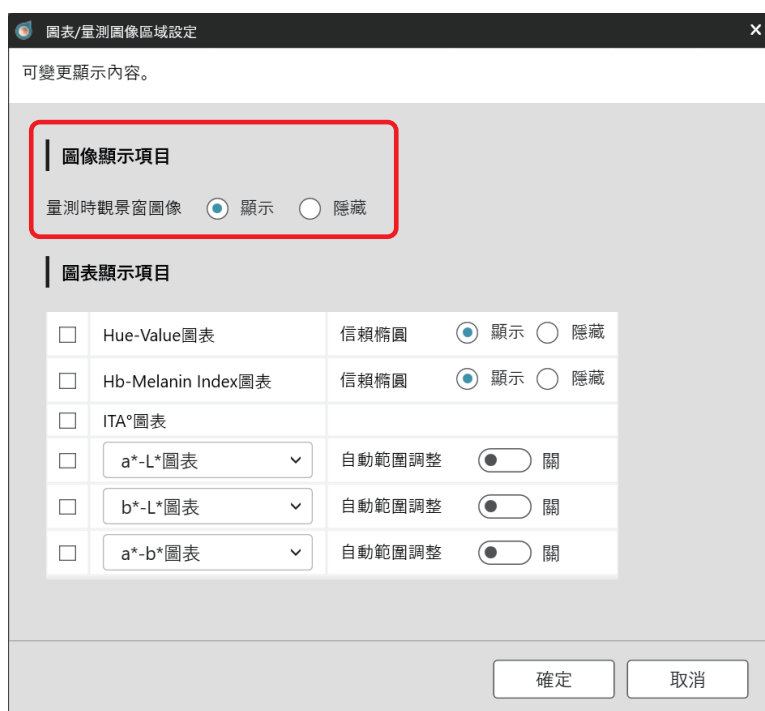 圖表/量測圖像區域設定
可變更顯示內容。
圖像顯示項目
量測時觀景窗圖像 顯示 隱藏
圖表顯示項目
Hue-Value圖表 信賴橢圓 顯示 隱藏
Hb-Melanin Index圖表 信賴橢圓 顯示 隱藏
ITA°圖表
a*-L*圖表 自動範圍調整 關
b*-L*圖表 自動範圍調整 關
a*-b*圖表 自動範圍調整 關
確定 取消